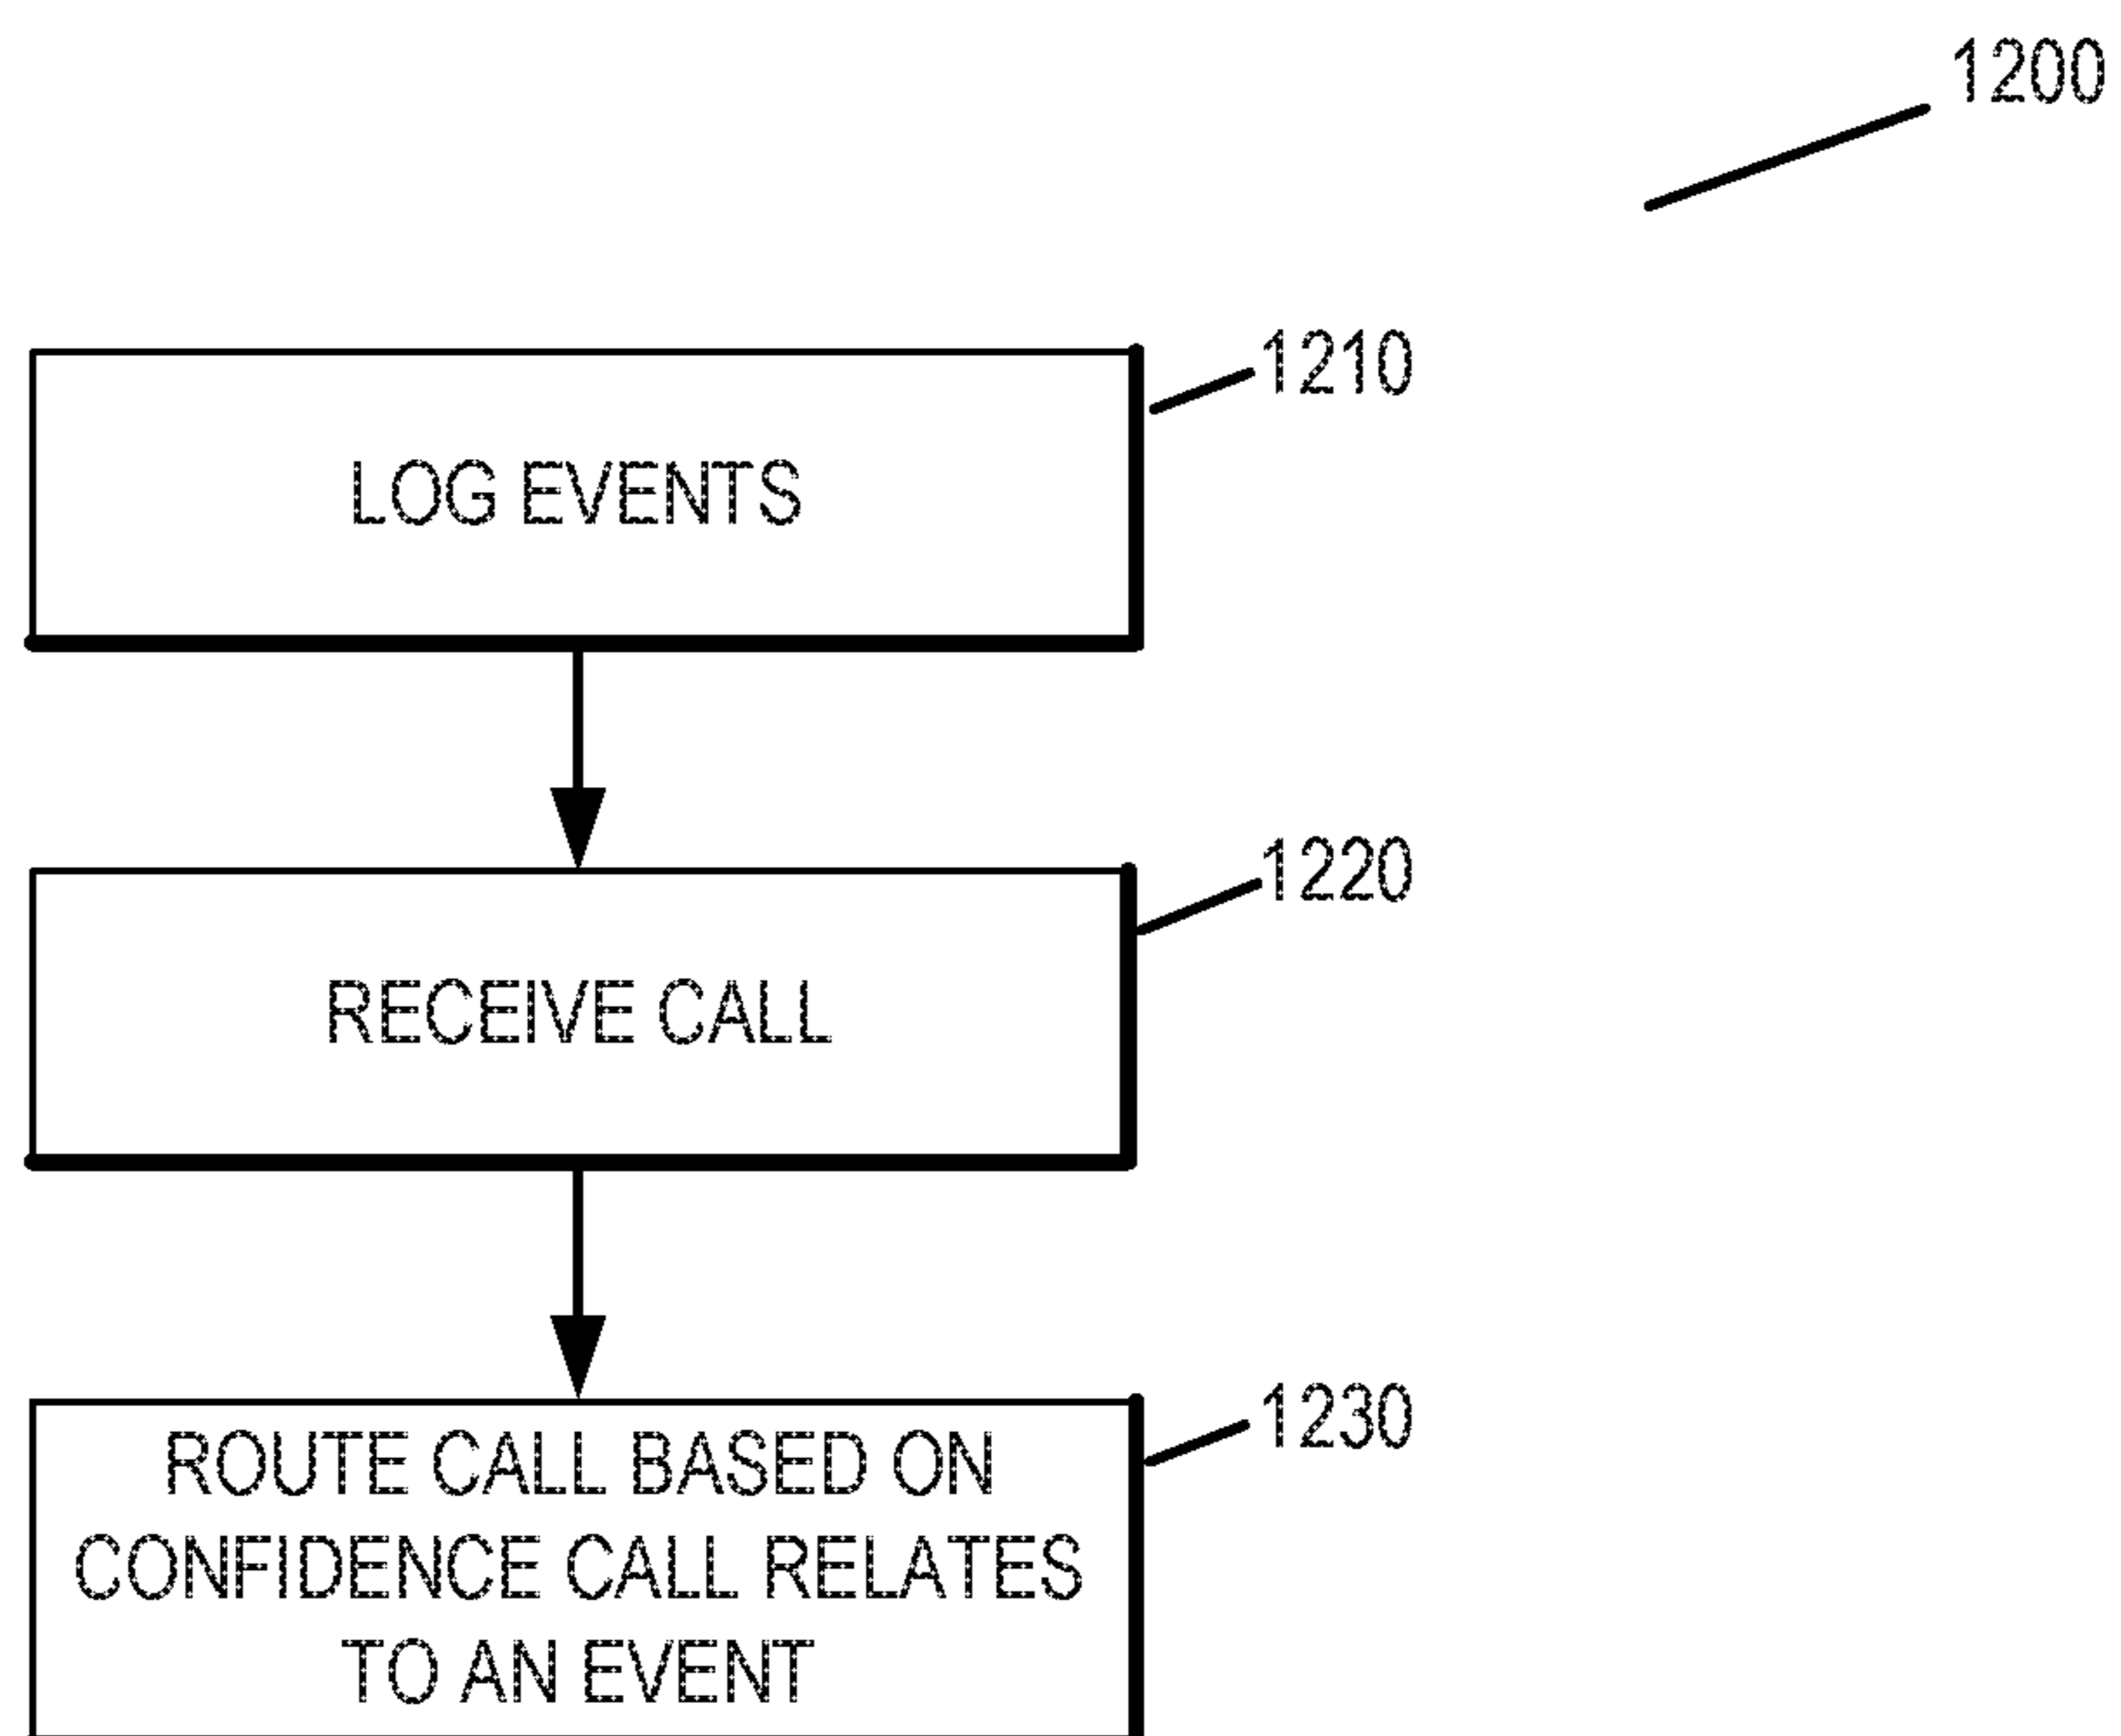 1200
1210
LOG EVENTS
1220
RECEIVE CALL
1230
ROUTE CALL BASED ON
CONFIDENCE CALL RELATES
TO AN EVENT